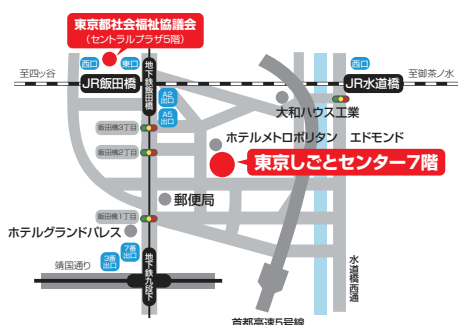 東京都社会福祉協議会
（セントラルプラザ5階）
西口
東口
西口
至四ツ谷
JR飯田橋
地下鉄飯田橋
JR水道橋
至御茶ノ水
A2
出口
A5
出口
大和ハウス工業
飯田橋3丁目
ホテルメトロポリタン エドモンド
飯田橋2丁目
東京しごとセンター7階
郵便局
飯田橋1丁目
ホテルグランドパレス
7番
出口
3番
出口
靖国通り
地下鉄九段下
水道橋西通
首都高速5号線